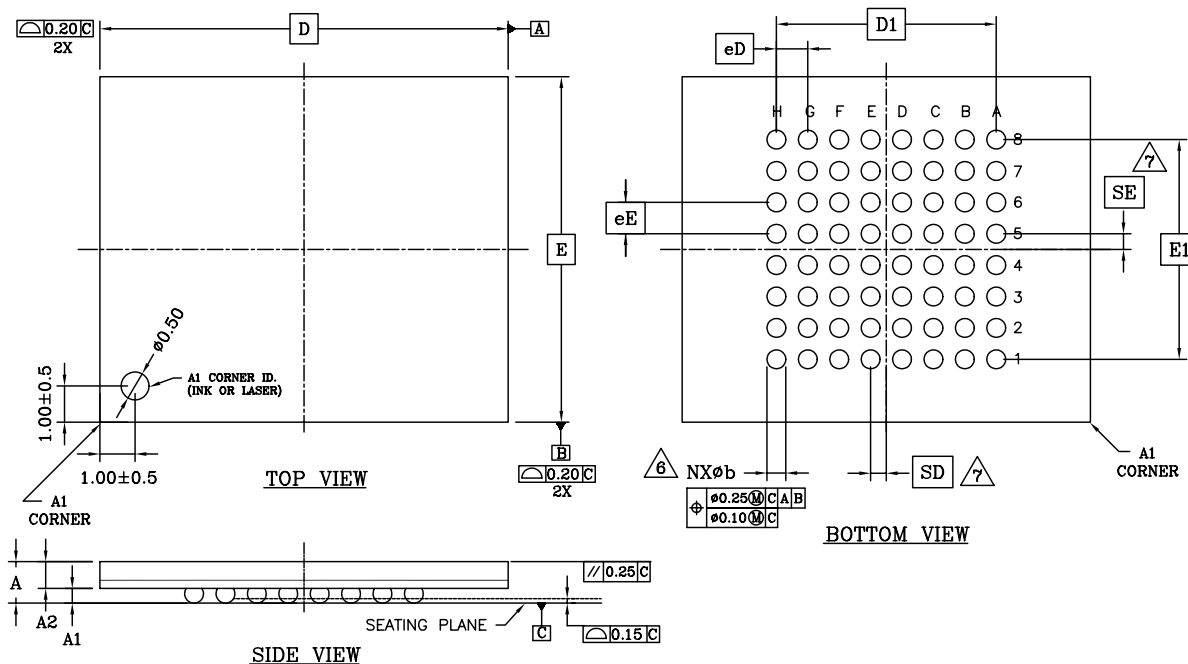 ⌓ 0.20 C
2X
D
A
E
ø0.50
A1 CORNER ID.
(INK OR LASER)
1.00±0.5
1.00±0.5
B
⌓ 0.20 C
2X
TOP VIEW
A1
CORNER
D1
eD
H G F E D C B A
8
7
6
5
4
3
2
1
7
SE
eE
E1
6
NXøb
⌖ ø0.25Ⓜ C A B
ø0.10Ⓜ C
SD
7
A1
CORNER
BOTTOM VIEW
A
A2
A1
// 0.25 C
SEATING PLANE
C
⌓ 0.15 C
SIDE VIEW